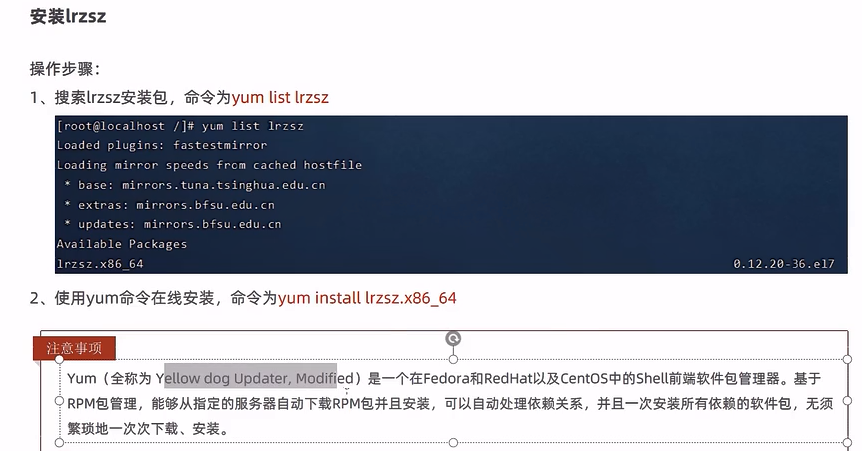 安装lrzsz
操作步骤：
1、搜索lrzsz安装包，命令为yum list lrzsz
[root@localhost /]# yum list lrzsz
Loaded plugins: fastestmirror
Loading mirror speeds from cached hostfile
* base: mirrors.tuna.tsinghua.edu.cn
* extras: mirrors.bfsu.edu.cn
* updates: mirrors.bfsu.edu.cn
Available Packages
lrzsz.x86_64 0.12.20-36.el7
2、使用yum命令在线安装，命令为yum install lrzsz.x86_64
注意事项
Yum（全称为 Yellow dog Updater, Modified）是一个在Fedora和RedHat以及CentOS中的Shell前端软件包管理器。基于
RPM包管理，能够从指定的服务器自动下载RPM包并且安装，可以自动处理依赖关系，并且一次安装所有依赖的软件包，无须
繁琐地一次次下载、安装。